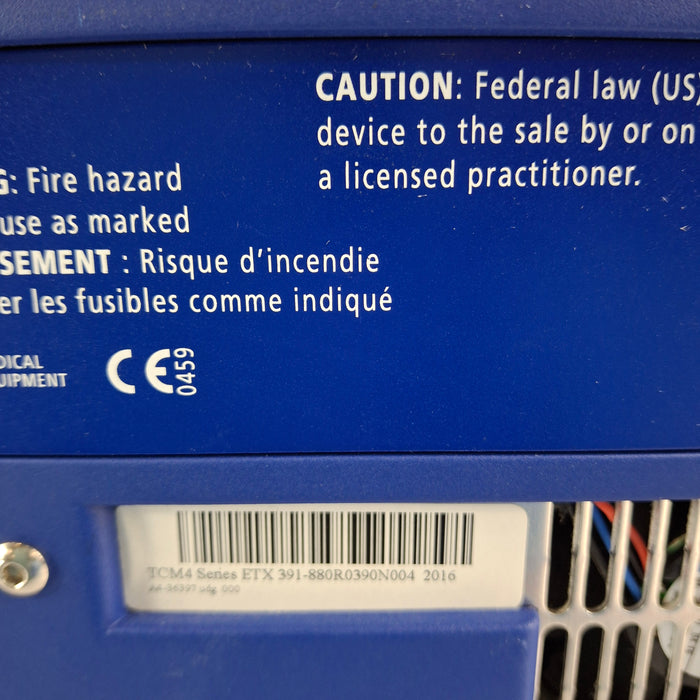 CAUTION: Federal law (US)
device to the sale by or on
a licensed practitioner.
G: Fire hazard
use as marked
SEMENT : Risque d'incendie
er les fusibles comme indiqué
DICAL
UIPMENT
CE 0459
TCM4 Series ETX 391-880R0390N004 2016